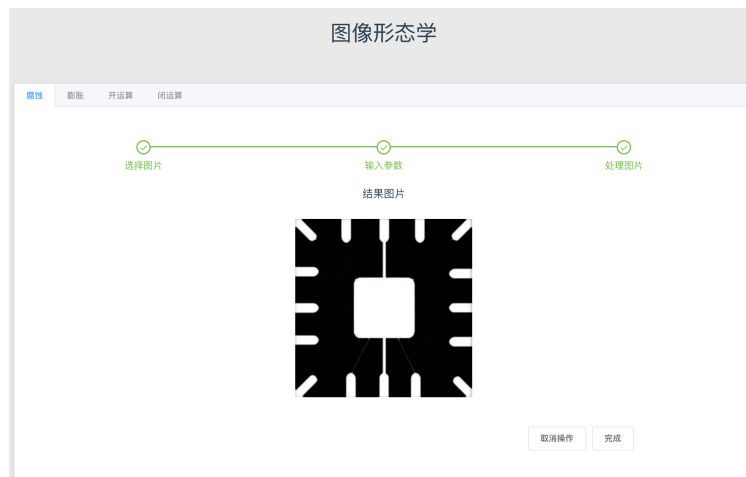 图像形态学
腐蚀 膨胀 开运算 闭运算
选择图片 输入参数 处理图片
结果图片
取消操作 完成